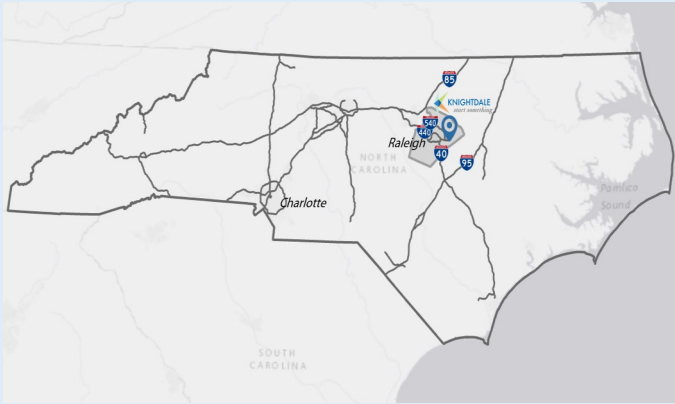 85
KNIGHTDALE
start something
540
440
Raleigh
40
95
NORTH
CAROLINA
Pamlico
Sound
Charlotte
SOUTH
CAROLINA